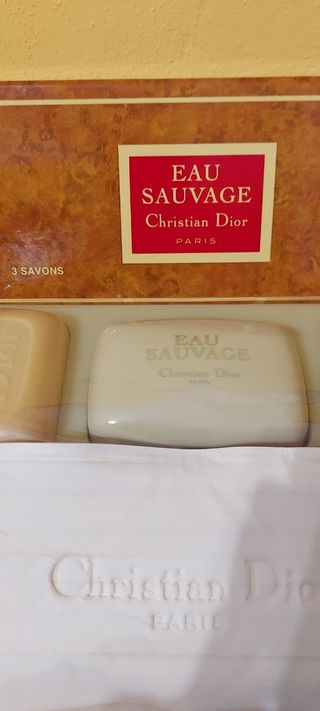 EAU
SAUVAGE
Christian Dior
PARIS
3 SAVONS
EAU
SAUVAGE
Christian Dior
PARIS
Christian Dio
PARIS